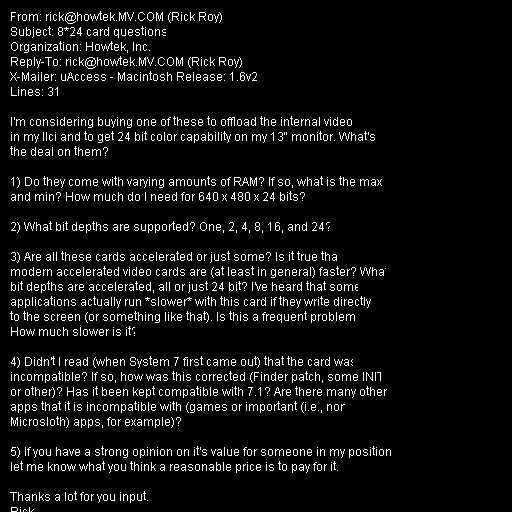 From: rick@howtek.MV.COM (Rick Roy)
Subject: 8*24 card questions
Organization: Howtek, Inc.
Reply-To: rick@howtek.MV.COM (Rick Roy)
X-Mailer: uAccess - Macintosh Release: 1.6v2
Lines: 31

I'm considering buying one of these to offload the internal video
in my IIci and to get 24 bit color capability on my 13" monitor. What's
the deal on them?

1) Do they come with varying amounts of RAM? If so, what is the max
and min? How much do I need for 640 x 480 x 24 bits?

2) What bit depths are supported? One, 2, 4, 8, 16, and 24?

3) Are all these cards accelerated or just some? Is it true tha
modern accelerated video cards are (at least in general) faster? What
bit depths are accelerated, all or just 24 bit? I've heard that some
applications actually run *slower* with this card if they write directly
to the screen (or something like that). Is this a frequent problem
How much slower is it?

4) Didn't I read (when System 7 first came out) that the card was
incompatible? If so, how was this corrected (Finder patch, some INIT
or other)? Has it been kept compatible with 7.1? Are there many other
apps that it is incompatible with (games or important (i.e., non
Microsloth) apps, for example)?

5) If you have a strong opinion on it's value for someone in my position
let me know what you think a reasonable price is to pay for it.

Thanks a lot for you input.
Rick